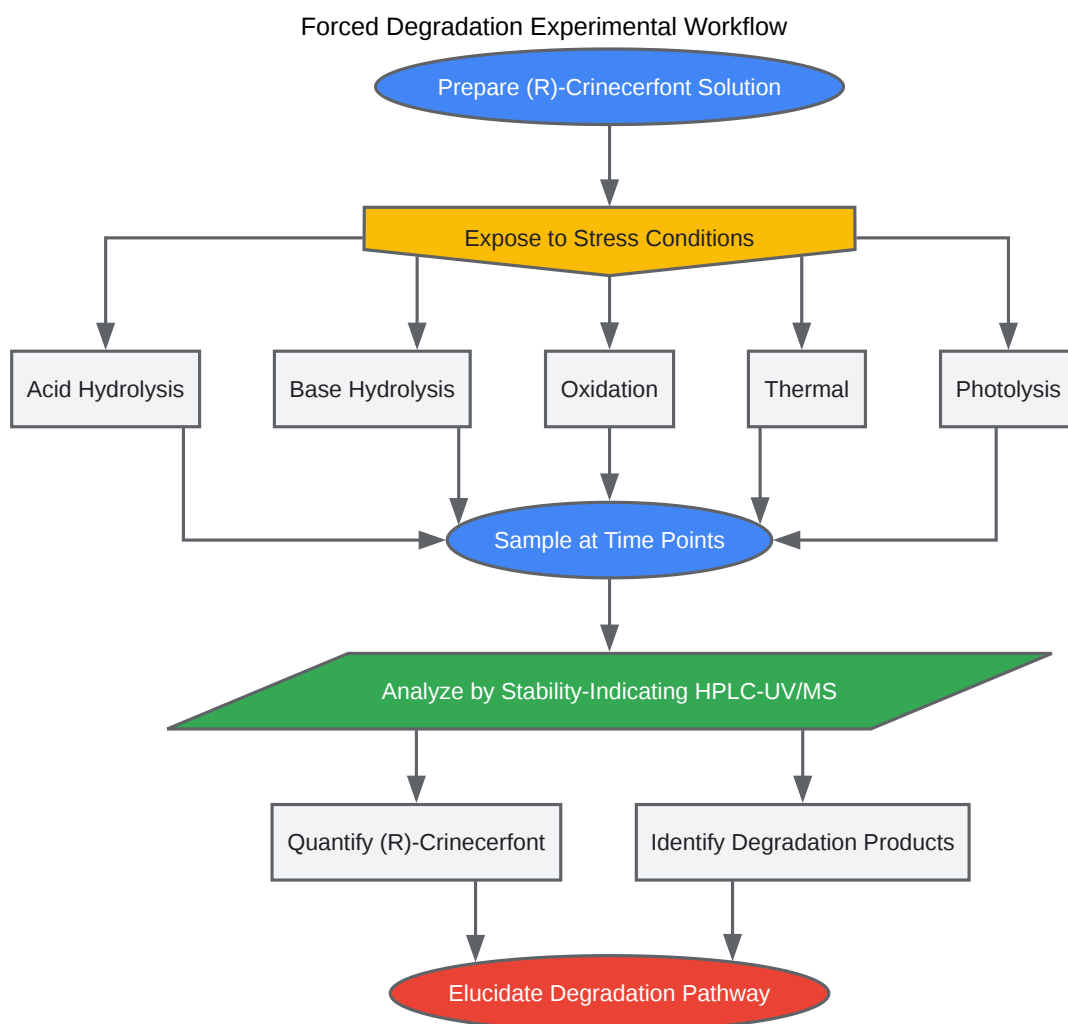 Forced Degradation Experimental Workflow
Prepare (R)-Crinecerfont Solution
Expose to Stress Conditions
Acid Hydrolysis
Base Hydrolysis
Oxidation
Thermal
Photolysis
Sample at Time Points
Analyze by Stability-Indicating HPLC-UV/MS
Quantify (R)-Crinecerfont
Identify Degradation Products
Elucidate Degradation Pathway